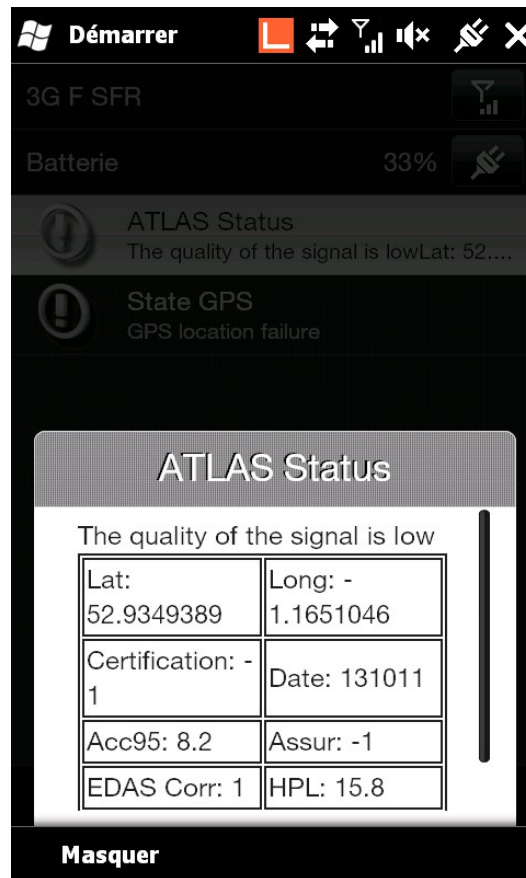 Démarrer
3G F SFR
Batterie 33%
ATLAS Status
The quality of the signal is lowLat: 52....
State GPS
GPS location failure
ATLAS Status
The quality of the signal is low
Lat: Long: -
52.9349389 1.1651046
Certification: - Date: 131011
1
Acc95: 8.2 Assur: -1
EDAS Corr: 1 HPL: 15.8
Masquer